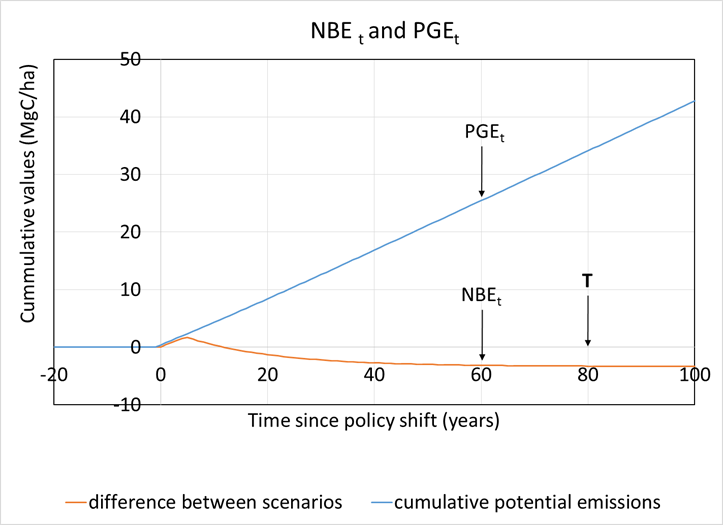 NBE t and PGEt
Cummulative values (MgC/ha)
50
40
30
20
10
0
-10
-20
0
20
40
60
80
100
PGEt
NBEt
T
Time since policy shift (years)
difference between scenarios
cumulative potential emissions